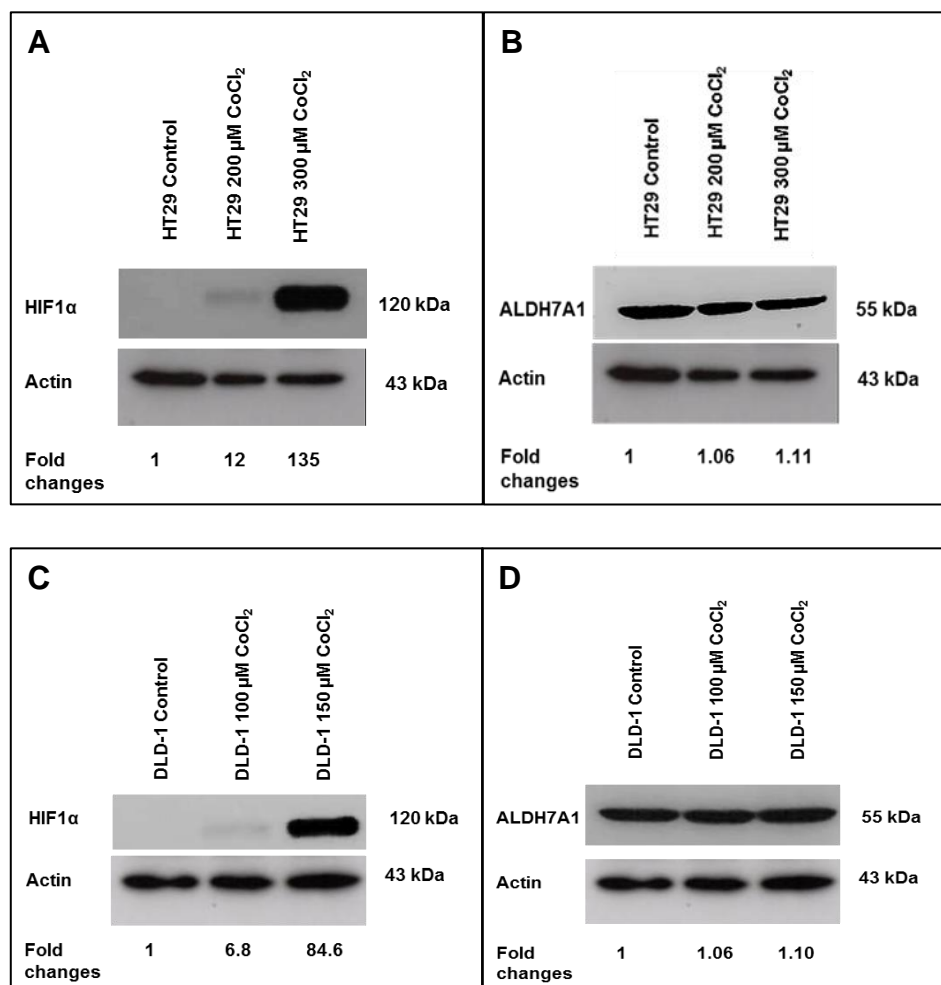 A
HT29 Control
HT29 200 µM CoCl₂
HT29 300 µM CoCl₂
HIF1α
120 kDa
Actin
43 kDa
Fold changes
1
12
135
B
HT29 Control
HT29 200 µM CoCl₂
HT29 300 µM CoCl₂
ALDH7A1
55 kDa
Actin
43 kDa
Fold changes
1
1.06
1.11
C
DLD-1 Control
DLD-1 100 µM CoCl₂
DLD-1 150 µM CoCl₂
HIF1α
120 kDa
Actin
43 kDa
Fold changes
1
6.8
84.6
D
DLD-1 Control
DLD-1 100 µM CoCl₂
DLD-1 150 µM CoCl₂
ALDH7A1
55 kDa
Actin
43 kDa
Fold changes
1
1.06
1.10